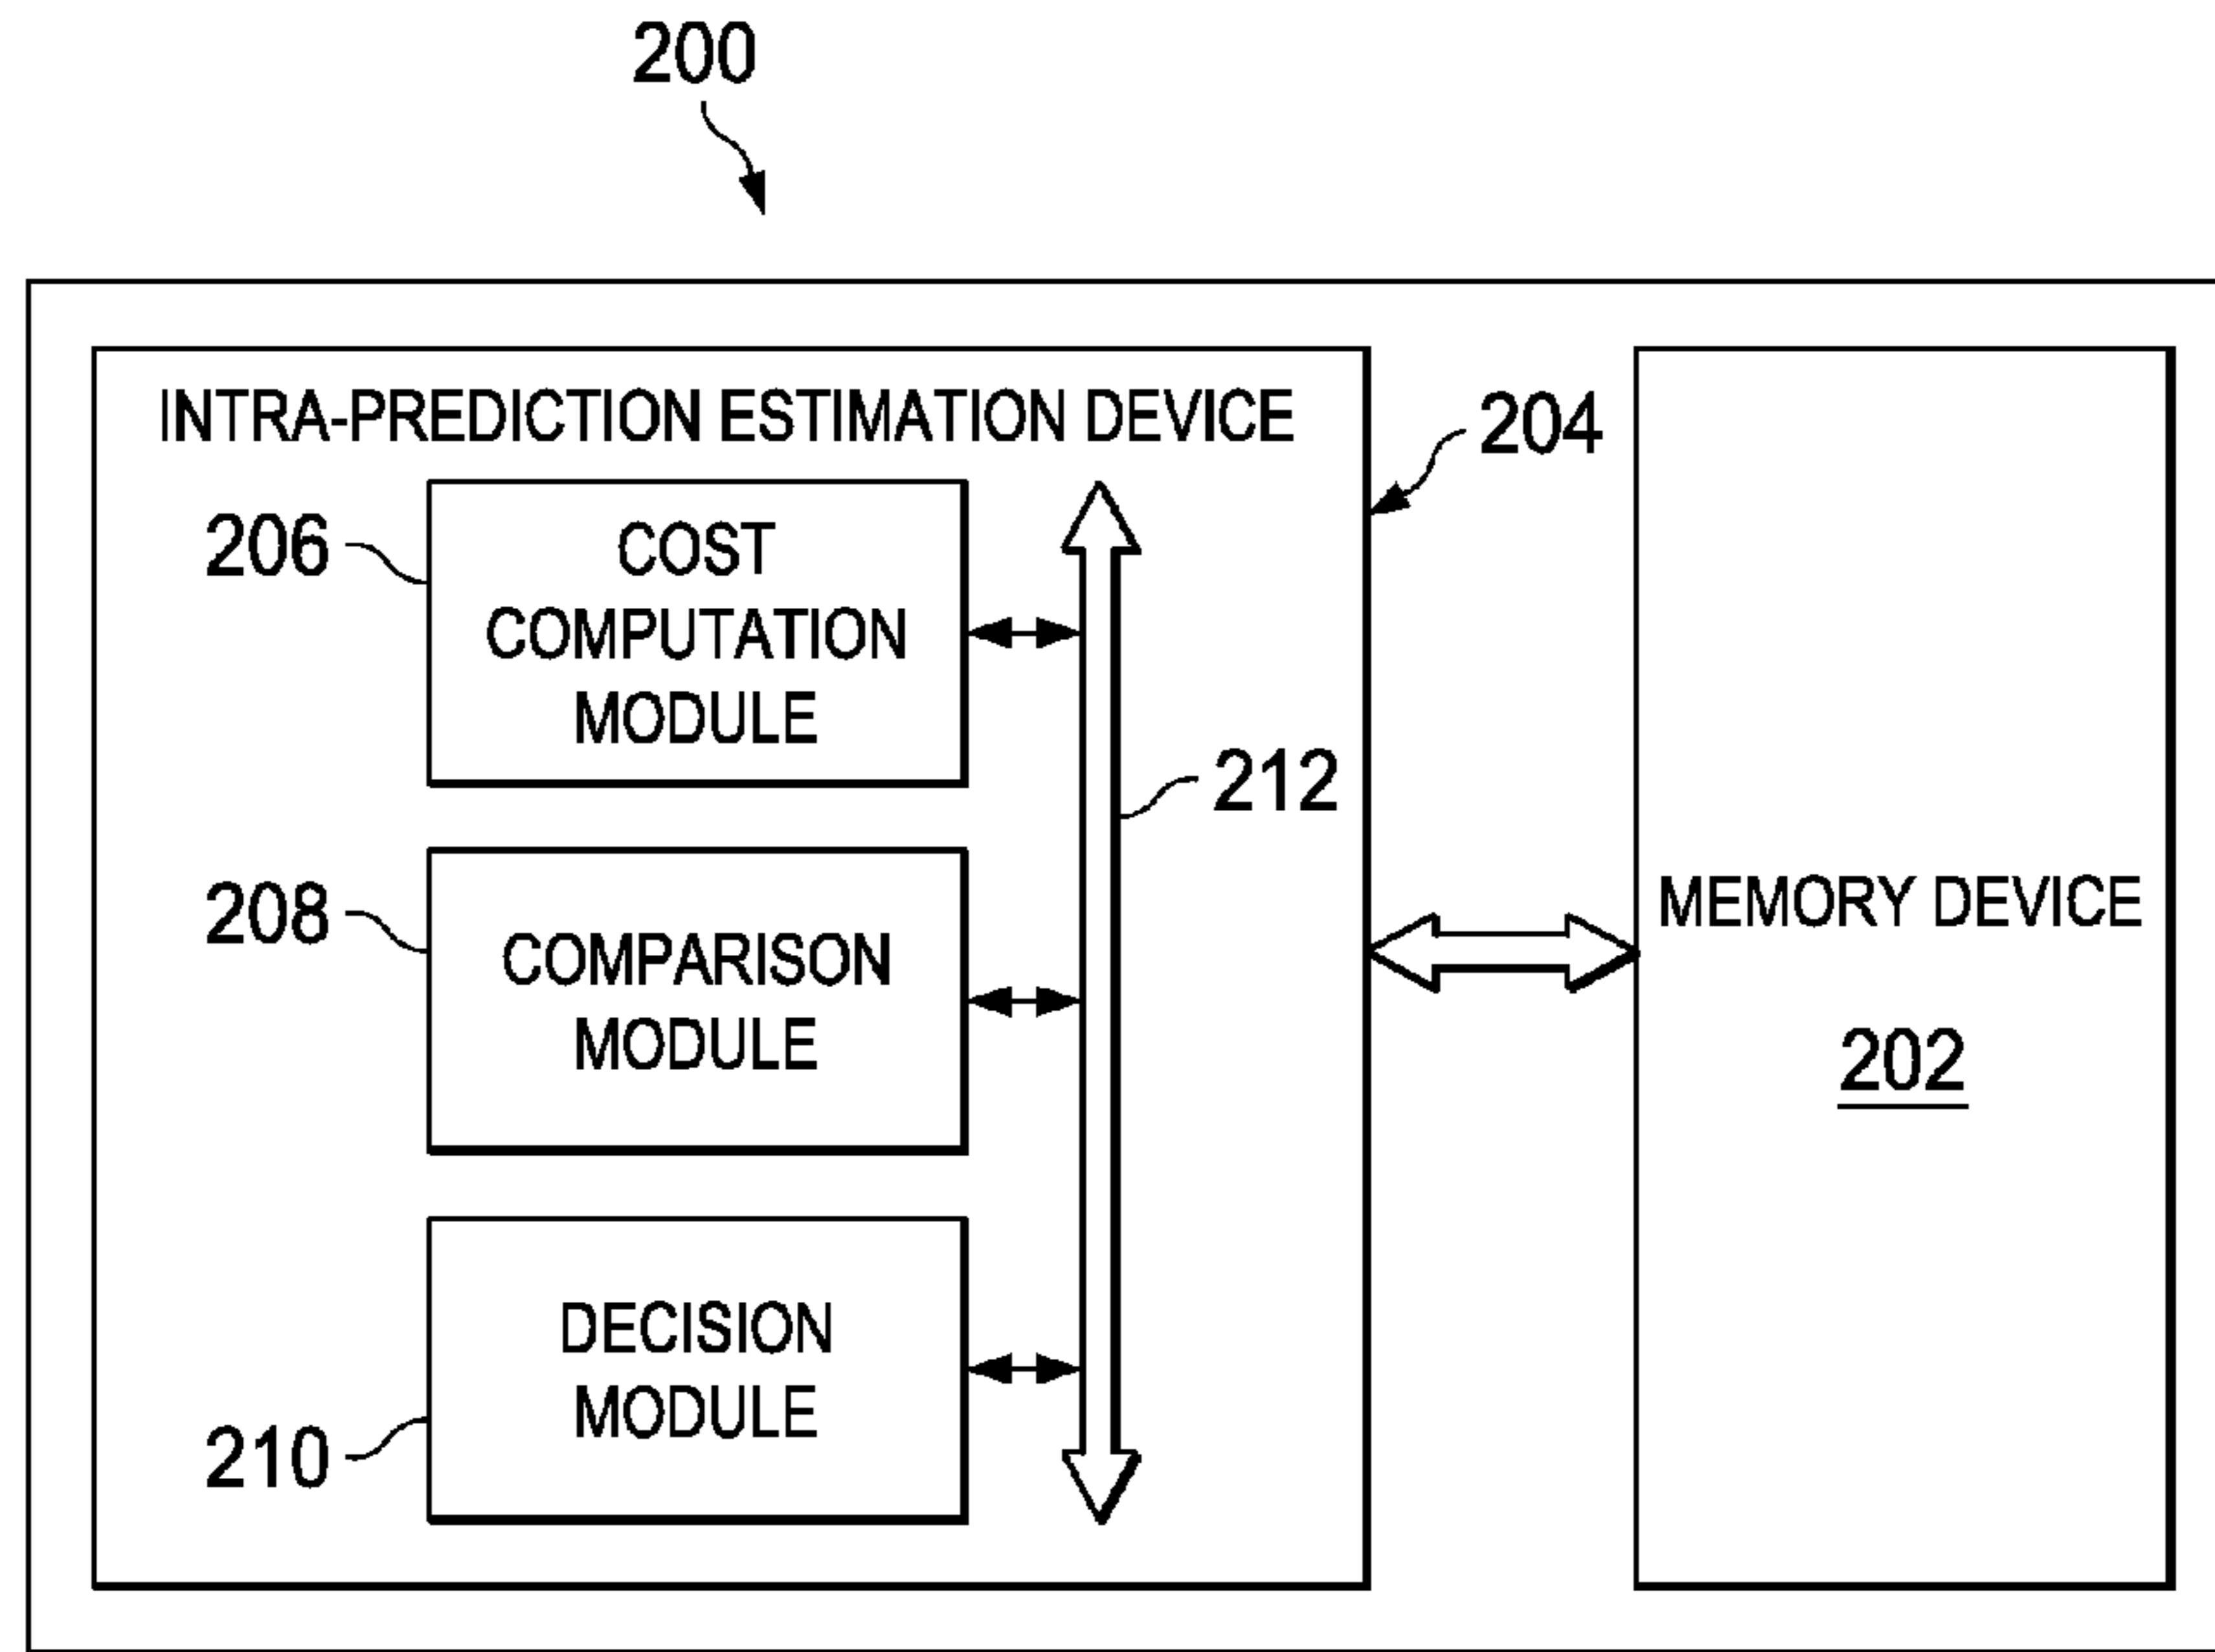 200
INTRA-PREDICTION ESTIMATION DEVICE
204
206
COST
COMPUTATION
MODULE
212
208
COMPARISON
MODULE
MEMORY DEVICE
202
DECISION
MODULE
210